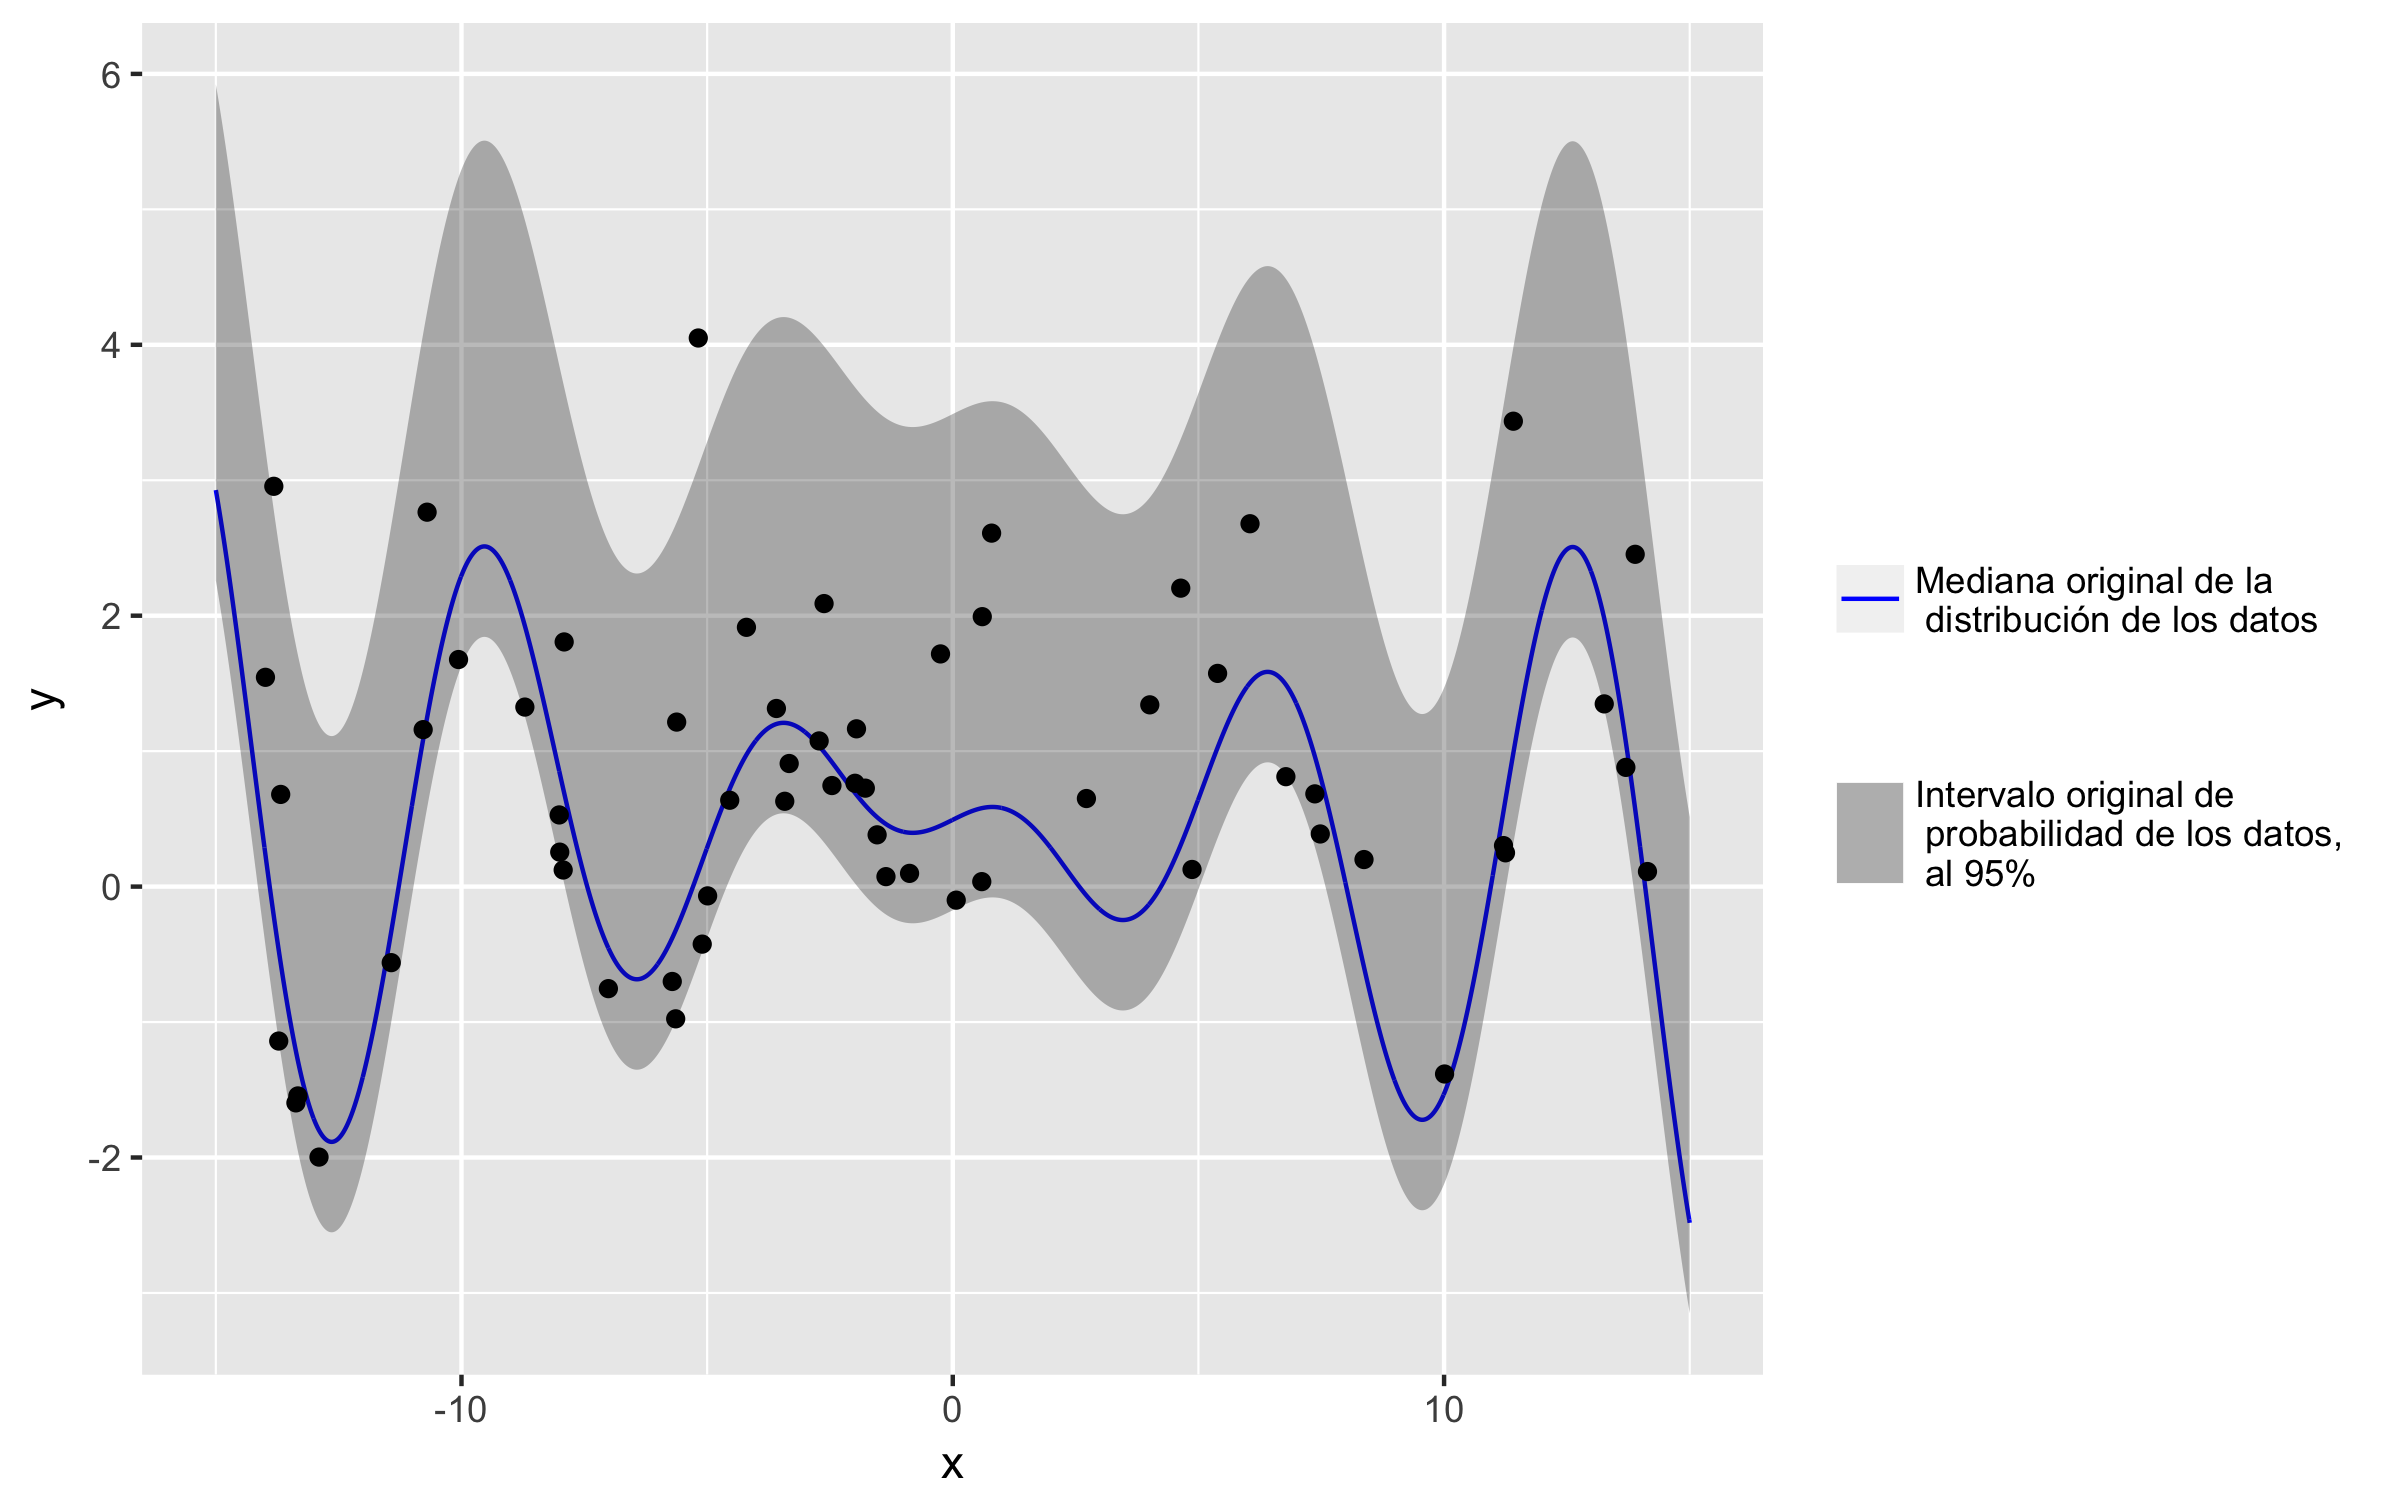 6
4
2
0
-2
y
-10
0
10
x
Mediana original de la
distribución de los datos
Intervalo original de
probabilidad de los datos,
al 95%